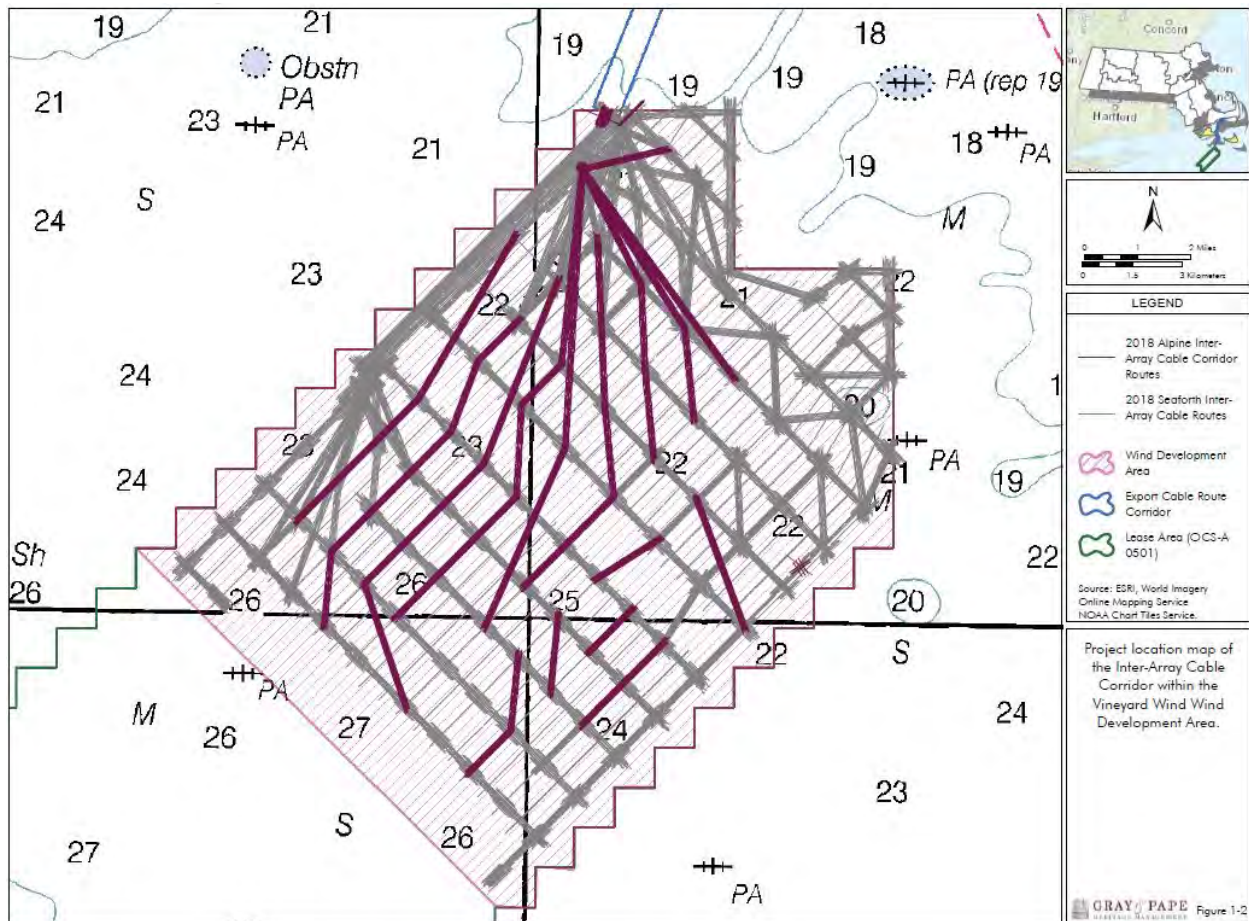 19
21
19
18
Obstn
PA
19
19
PA (rep 19
21
23
PA
21
18
PA
19
24
S
M
23
22
21
22
24
20
23
23
22
PA
24
21
M
19
22
Sh
26
22
26
26
25
20
22
S
PA
M
26
27
24
24
23
S
26
27
PA
Concord
Hartford
N
0 1 2 Miles
0 1.5 3 Kilometers
LEGEND
2018 Alpine Inter-
Array Cable Corridor
Routes
2018 Seaforth Inter-
Array Cable Routes
Wind Development
Area
Export Cable Route
Corridor
Lease Area (OCS-A
0501)
Source: ESRI, World Imagery
Online Mapping Service
NOAA Chart Tiles Service.
Project location map of
the Inter-Array Cable
Corridor within the
Vineyard Wind Wind
Development Area.
GRAY & PAPE
HERITAGE MANAGEMENT
Figure 1-2